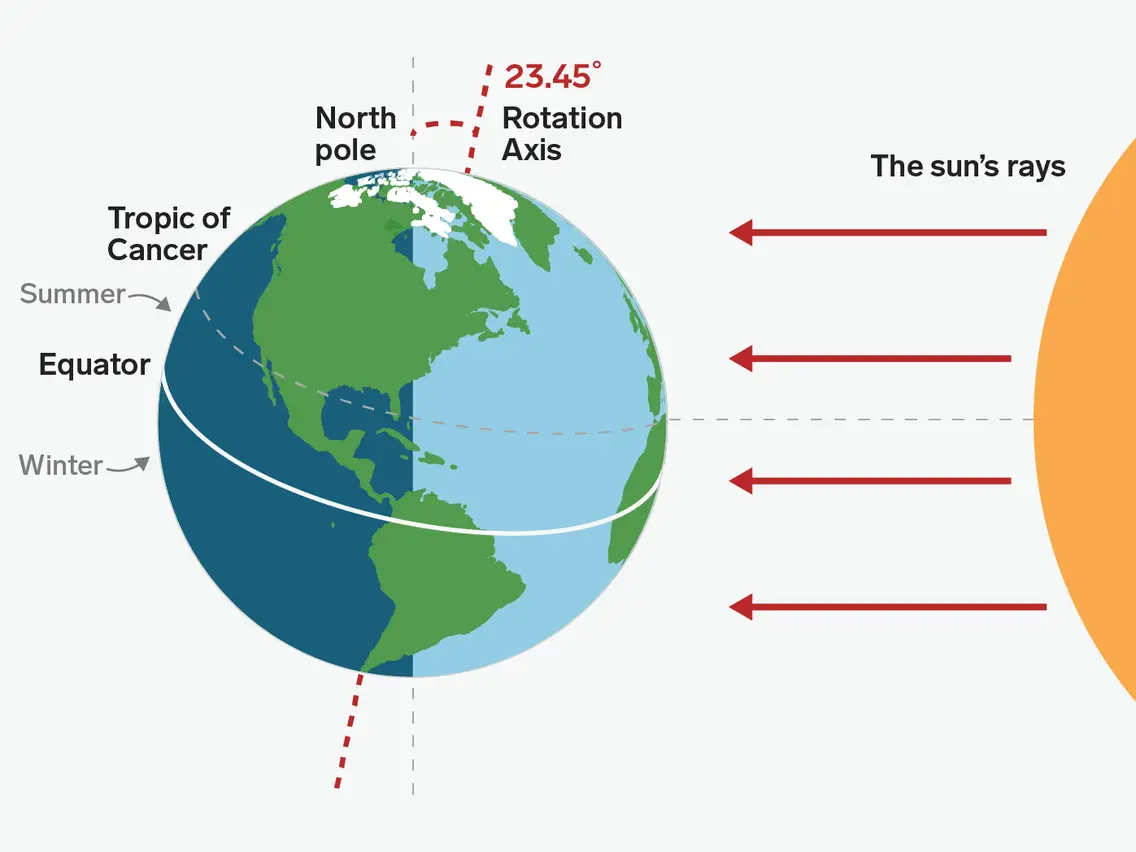 23.45°
North
pole
Rotation
Axis
The sun’s rays
Tropic of
Cancer
Summer
Equator
Winter